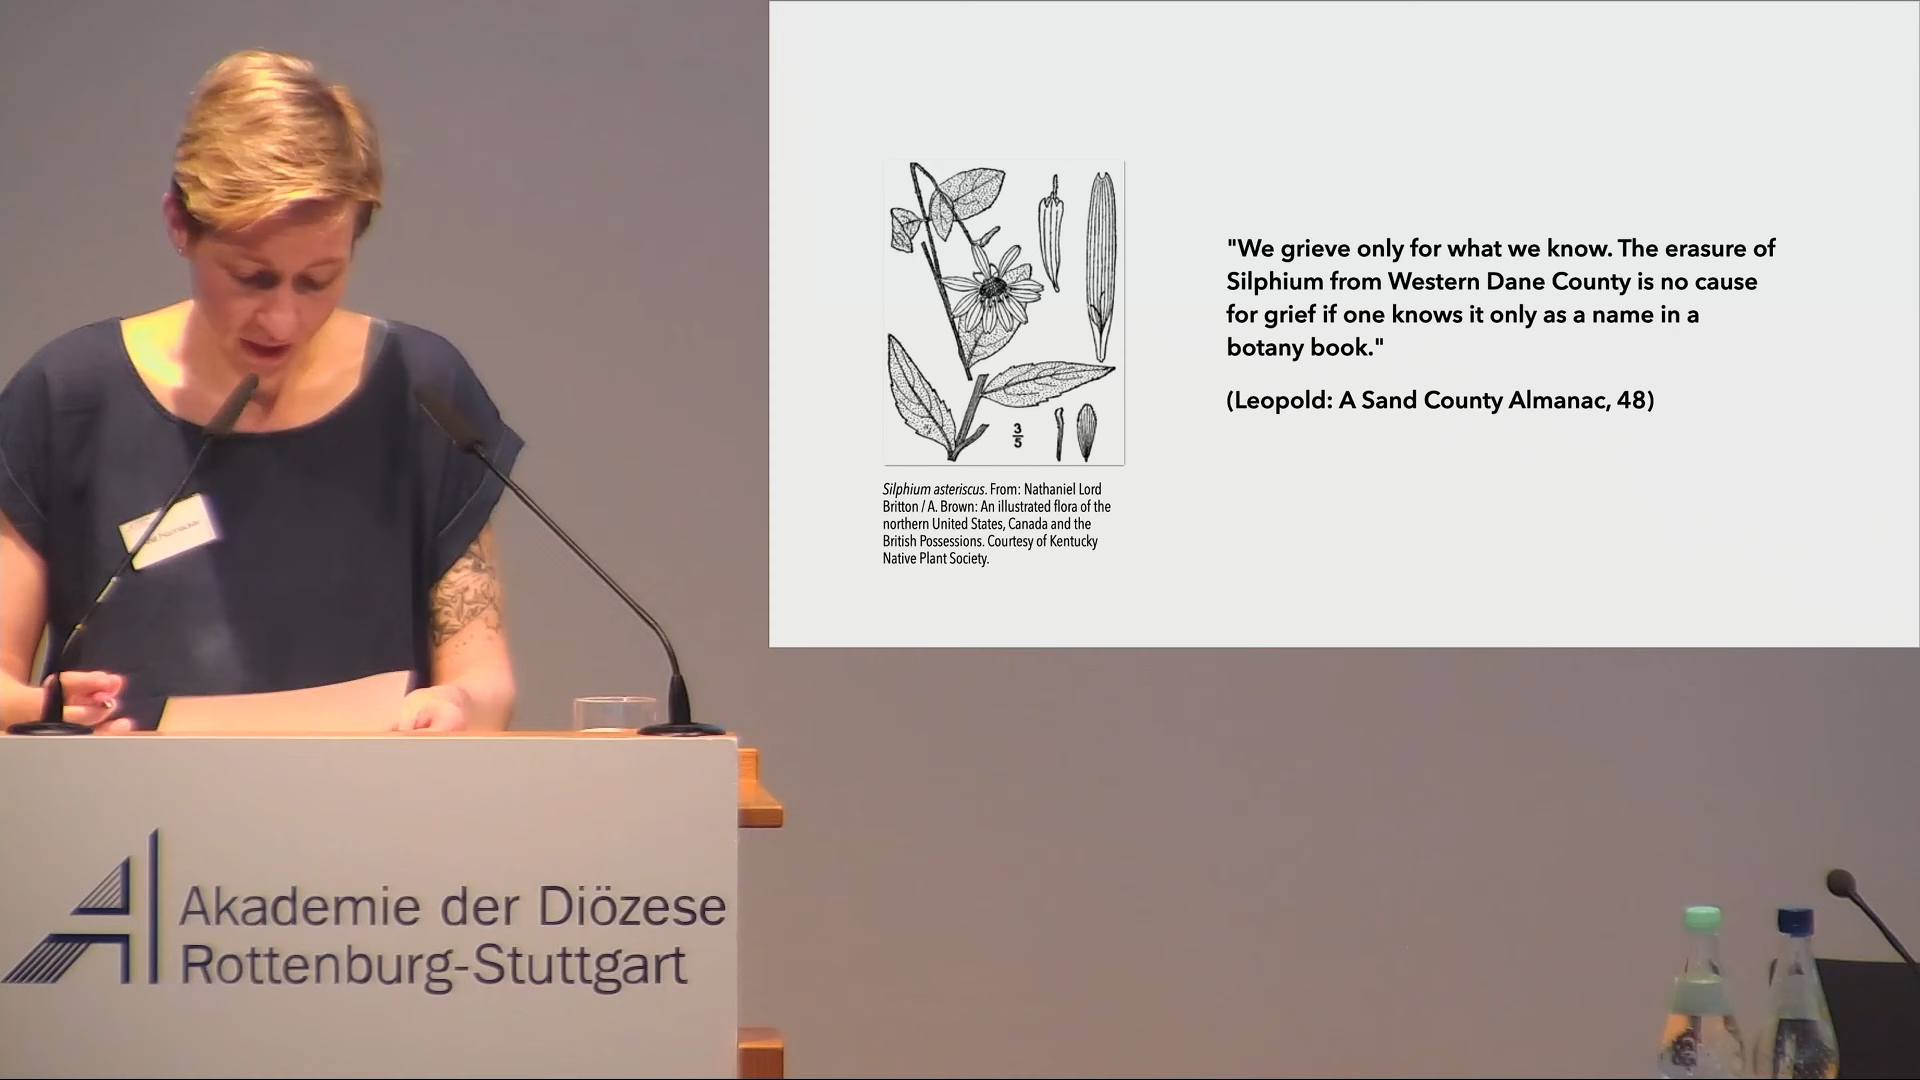 "We grieve only for what we know. The erasure of
Silphium from Western Dane County is no cause
for grief if one knows it only as a name in a
botany book."
(Leopold: A Sand County Almanac, 48)
3
5
Silphium asteriscus. From: Nathaniel Lord
Britton / A. Brown: An illustrated flora of the
northern United States, Canada and the
British Possessions. Courtesy of Kentucky
Native Plant Society.
Akademie der Diözese
Rottenburg-Stuttgart